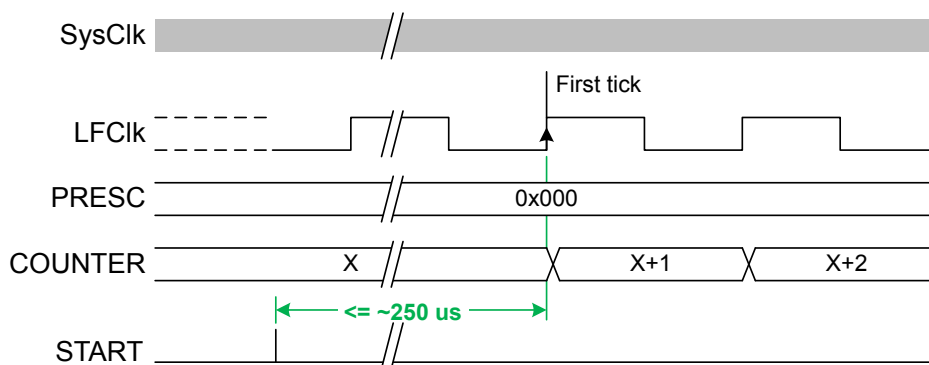 SysClk
First tick
LFClk
PRESC
0x000
COUNTER
X
X+1
X+2
<= ~250 us
START